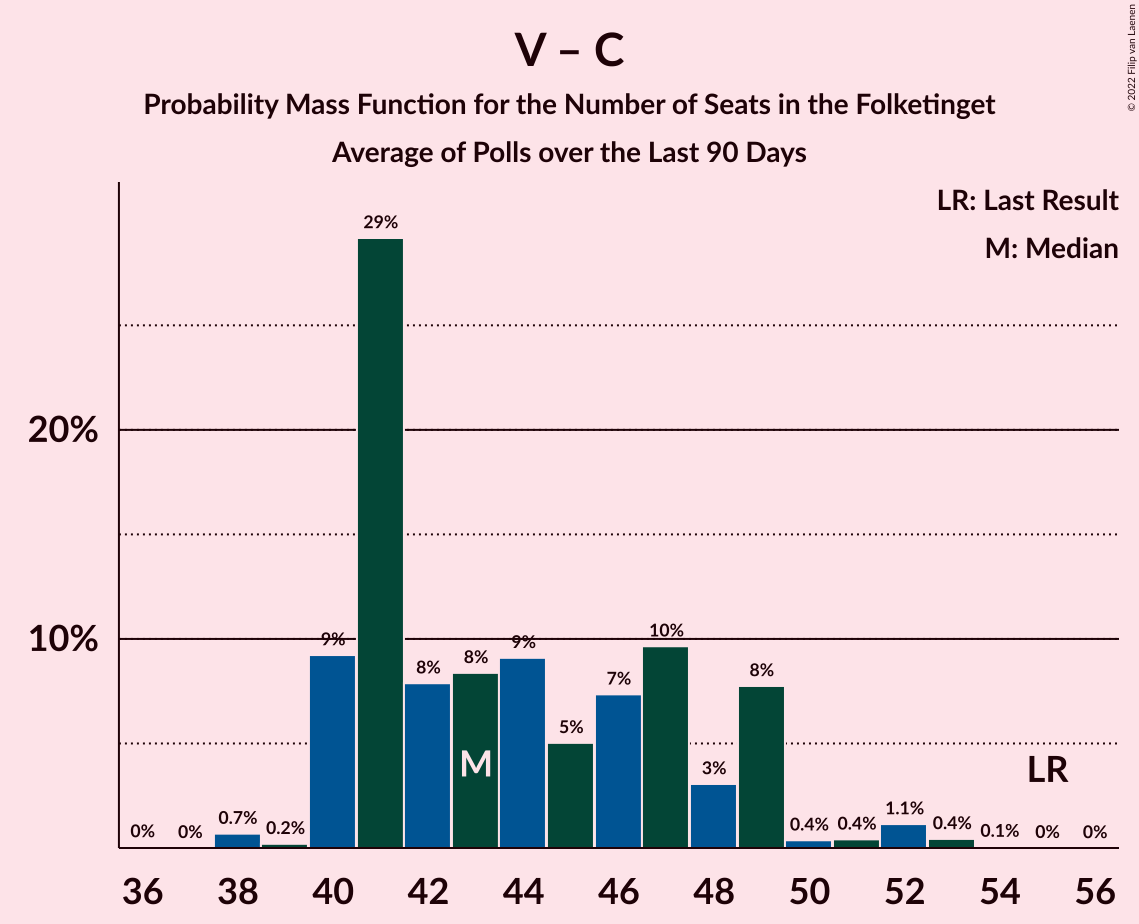 V – C
Probability Mass Function for the Number of Seats in the Folketinget
Average of Polls over the Last 90 Days
© 2022 Filip van Laenen
LR: Last Result
M: Median
20%
10%
0% 0% 0.7% 0.2% 9% 29% 8% 8% 9% 5% 7% 10% 3% 8% 0.4% 0.4% 1.1% 0.4% 0.1% 0% 0%
M
LR
36 38 40 42 44 46 48 50 52 54 56